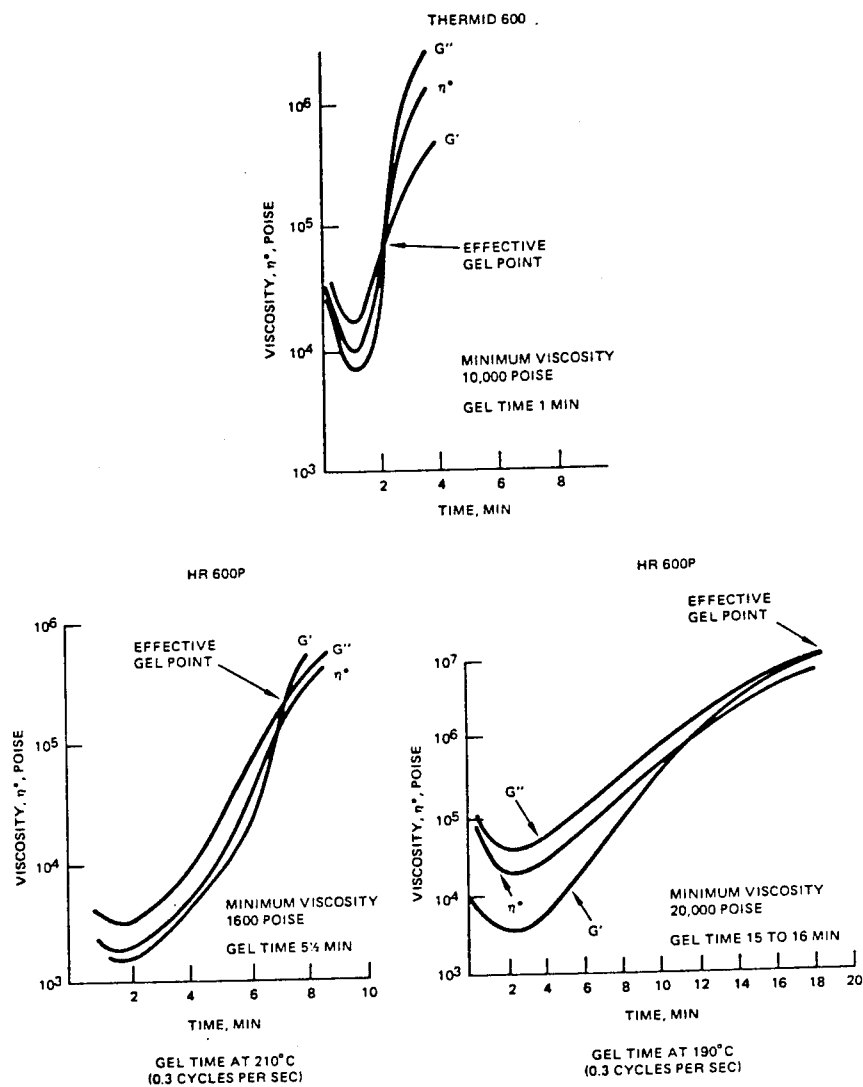 THERMID 600
G''
η*
G'
10⁶
10⁵
10⁴
10³
VISCOSITY, η*, POISE
EFFECTIVE
GEL POINT
MINIMUM VISCOSITY
10,000 POISE
GEL TIME 1 MIN
2 4 6 8
TIME, MIN
HR 600P
EFFECTIVE
GEL POINT
G'
G''
η*
10⁶
10⁵
10⁴
10³
VISCOSITY, η*, POISE
MINIMUM VISCOSITY
1600 POISE
GEL TIME 5½ MIN
2 4 6 8 10
TIME, MIN
GEL TIME AT 210°C
(0.3 CYCLES PER SEC)
HR 600P
EFFECTIVE
GEL POINT
10⁷
10⁶
10⁵
10⁴
10³
VISCOSITY, η*, POISE
G''
η*
G'
MINIMUM VISCOSITY
20,000 POISE
GEL TIME 15 TO 16 MIN
2 4 6 8 10 12 14 16 18 20
TIME, MIN
GEL TIME AT 190°C
(0.3 CYCLES PER SEC)